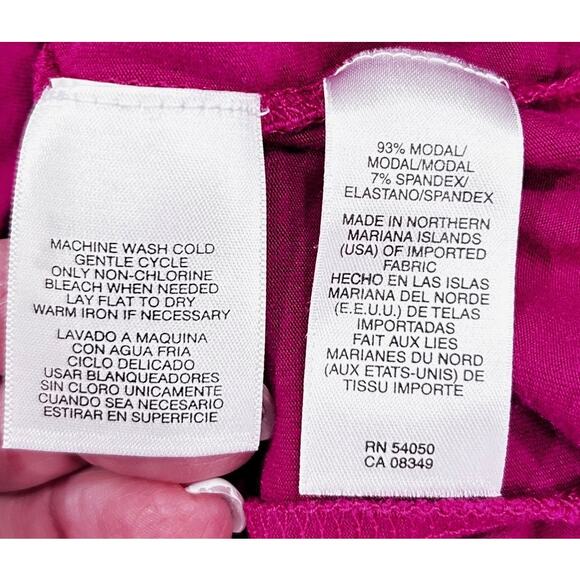 MACHINE WASH COLD
GENTLE CYCLE
ONLY NON-CHLORINE
BLEACH WHEN NEEDED
LAY FLAT TO DRY
WARM IRON IF NECESSARY
LAVADO A MAQUINA
CON AGUA FRIA
CICLO DELICADO
USAR BLANQUEADORES
SIN CLORO UNICAMENTE
CUANDO SEA NECESARIO
ESTIRAR EN SUPERFICIE
93% MODAL/
MODAL/MODAL
7% SPANDEX/
ELASTANO/SPANDEX
MADE IN NORTHERN
MARIANA ISLANDS
(USA) OF IMPORTED
FABRIC
HECHO EN LAS ISLAS
MARIANA DEL NORDE
(E.E.U.U.) DE TELAS
IMPORTADAS
FAIT AUX LIES
MARIANES DU NORD
(AUX ETATS-UNIS) DE
TISSU IMPORTE
RN 54050
CA 08349